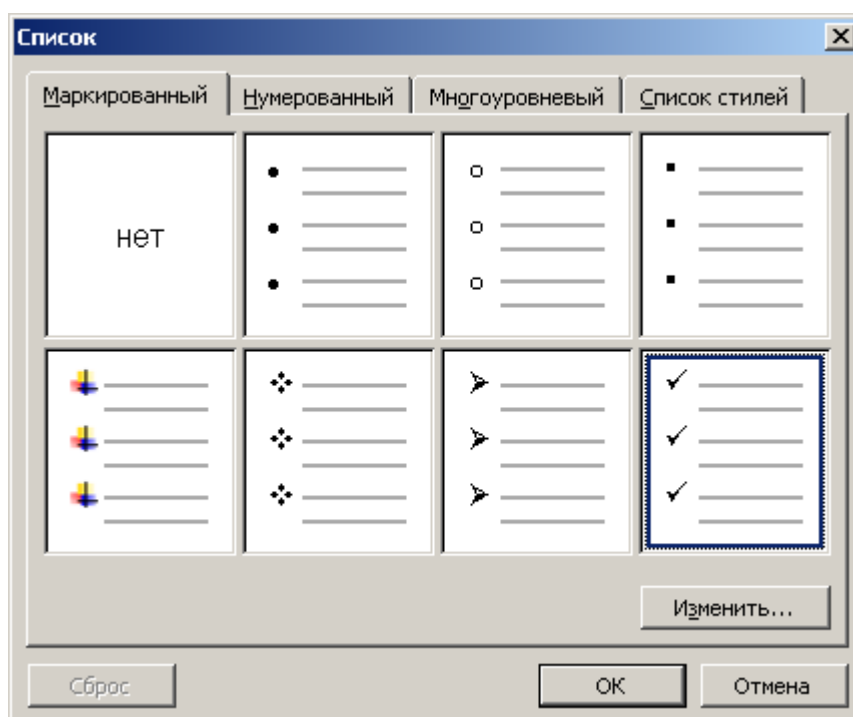 Список
Маркированный Нумерованный Многоуровневый Список стилей
нет
Изменить...
Сброс ОК Отмена